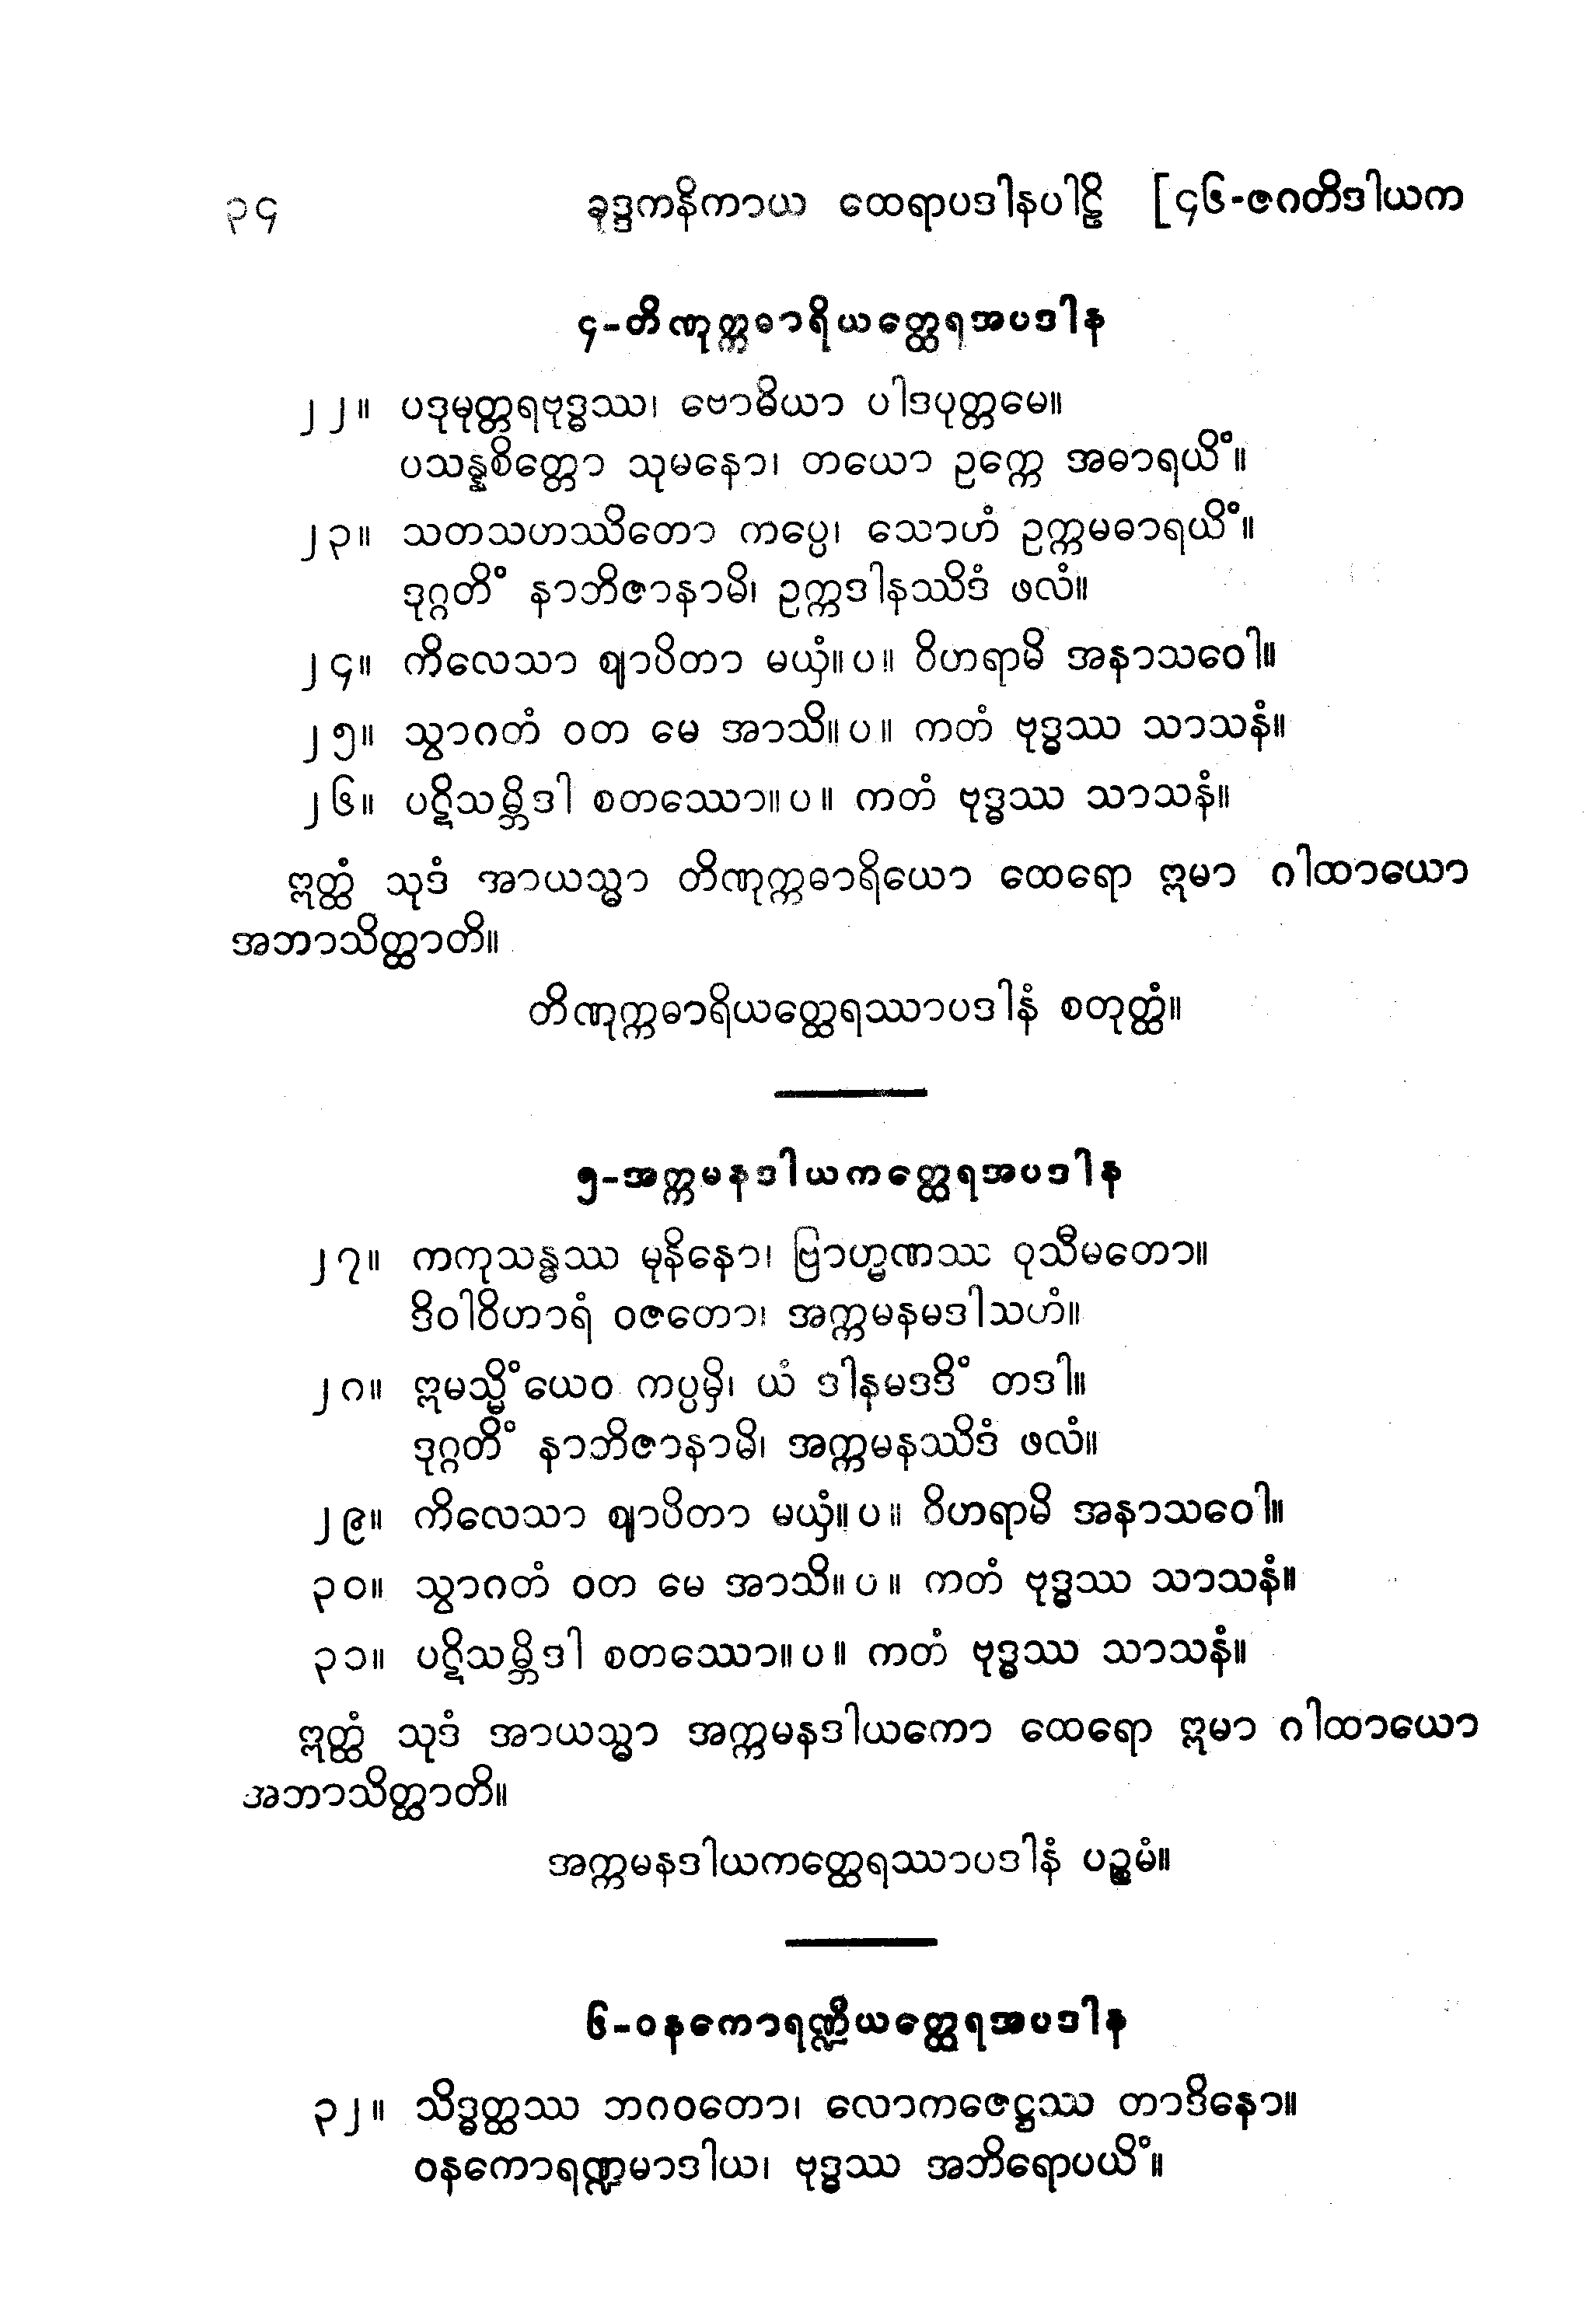 ၃၄ ခုဒ္ဒကနိကာယ ထေရာပဒါနပါဠိ [၄၆-ဇဂတိဒါယက
၄-တိဏုက္ကဓာရိယတ္ထေရအပဒါန
၂၂။ ပဒုမုတ္တရဗုဒ္ဓဿ၊ ဗောဓိယာ ပါဒပုတ္တမေ။
ပသန္နစိတ္တော သုမနော၊ တယော ဥက္ကေ အဓာရယိံ။
၂၃။ သတသဟဿိတော ကပ္ပေ၊ သောဟံ ဥက္ကမဓာရယိံ။
ဒုဂ္ဂတိံ နာဘိဇာနာမိ၊ ဥက္ကဒါနဿိဒံ ဖလံ။
၂၄။ ကိလေသာ ဈာပိတာ မယှံ။ပ။ ဝိဟရာမိ အနာသဝေါ။
၂၅။ သွာဂတံ ဝတ မေ အာသိ။ပ။ ကတံ ဗုဒ္ဓဿ သာသနံ။
၂၆။ ပဋိသမ္ဘိဒါ စတဿော။ပ။ ကတံ ဗုဒ္ဓဿ သာသနံ။
ဣတ္ထံ သုဒံ အာယသ္မာ တိဏုက္ကဓာရိယော ထေရော ဣမာ ဂါထာယော
အဘာသိတ္ထာတိ။
တိဏုက္ကဓာရိယတ္ထေရဿာပဒါနံ စတုတ္ထံ။
၅-အက္ကမနဒါယကတ္ထေရအပဒါန
၂၇။ ကကုသန္ဓဿ မုနိနော၊ ဗြာဟ္မဏဿ ဝုသီမတော။
ဒိဝါဝိဟာရံ ဝဇတော၊ အက္ကမနမဒါသဟံ။
၂၈။ ဣမသ္မိံယေဝ ကပ္ပမှိ၊ ယံ ဒါနမဒဒိံ တဒါ။
ဒုဂ္ဂတိံ နာဘိဇာနာမိ၊ အက္ကမနဿိဒံ ဖလံ။
၂၉။ ကိလေသာ ဈာပိတာ မယှံ။ပ။ ဝိဟရာမိ အနာသဝေါ။
၃၀။ သွာဂတံ ဝတ မေ အာသိ။ပ။ ကတံ ဗုဒ္ဓဿ သာသနံ။
၃၁။ ပဋိသမ္ဘိဒါ စတဿော။ပ။ ကတံ ဗုဒ္ဓဿ သာသနံ။
ဣတ္ထံ သုဒံ အာယသ္မာ အက္ကမနဒါယကော ထေရော ဣမာ ဂါထာယော
အဘာသိတ္ထာတိ။
အက္ကမနဒါယကတ္ထေရဿာပဒါနံ ပဉ္စမံ။
၆-ဝနကောရဏ္ဍိယတ္ထေရအပဒါန
၃၂။ သိဒ္ဓတ္ထဿ ဘဂဝတော၊ လောကဇေဋ္ဌဿ တာဒိနော။
ဝနကောရဏ္ဍမာဒါယ၊ ဗုဒ္ဓဿ အဘိရောပယိံ။